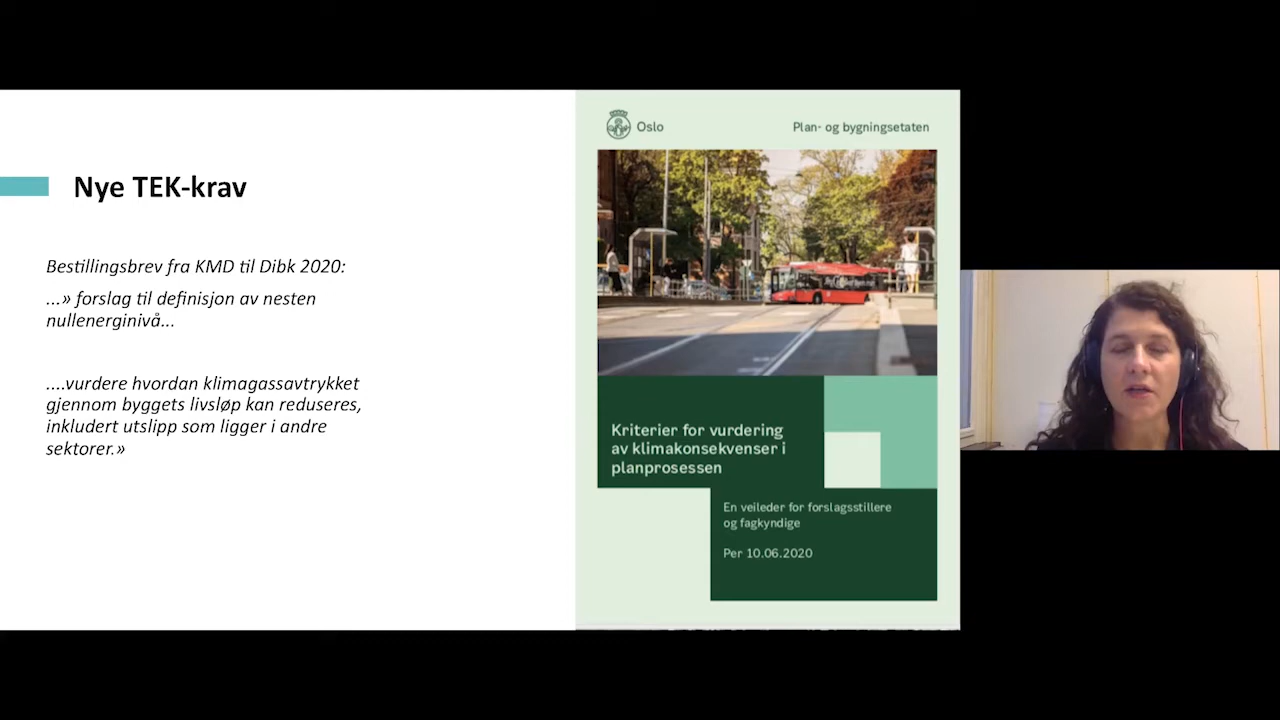 Nye TEK-krav
Bestillingsbrev fra KMD til Dibk 2020:
...» forslag til definisjon av nesten
nullenerginivå...
....vurdere hvordan klimagassavtrykket
gjennom byggets livsløp kan reduseres,
inkludert utslipp som ligger i andre
sektorer.»
Oslo
Plan- og bygningsetaten
Kriterier for vurdering
av klimakonsekvenser i
planprosessen
En veileder for forslagsstillere
og fagkyndige
Per 10.06.2020